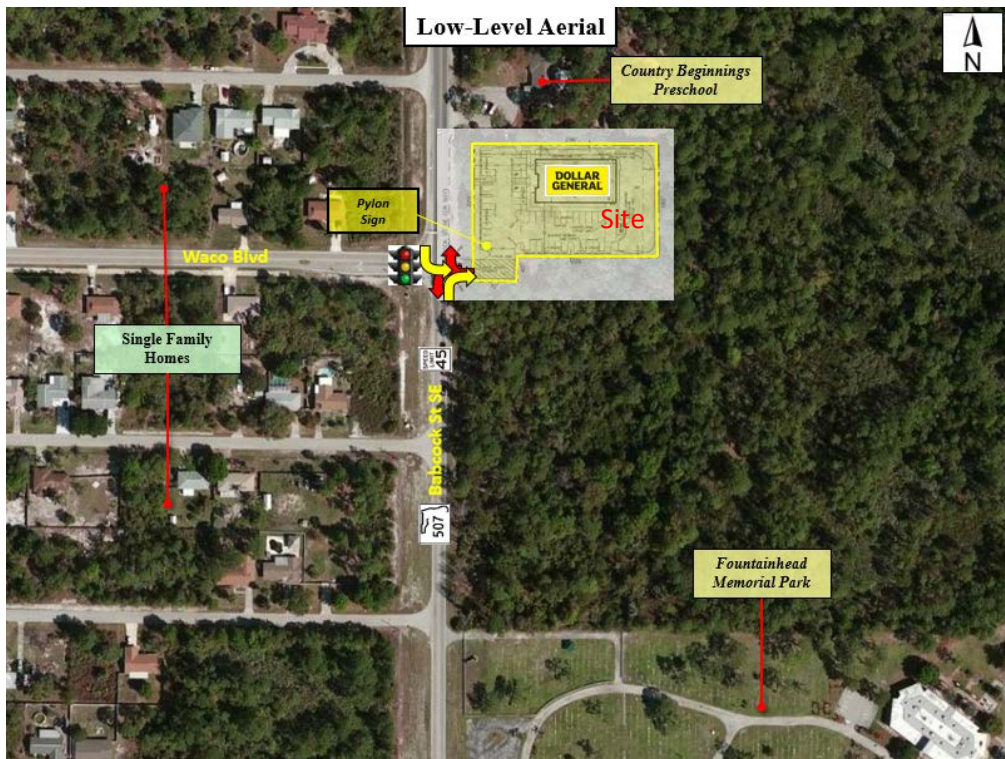 Low-Level Aerial
N
Country Beginnings
Preschool
DOLLAR
GENERAL
Site
Pylon
Sign
Waco Blvd
Single Family
Homes
SPEED
LIMIT
45
Babcock St SE
507
Fountainhead
Memorial Park